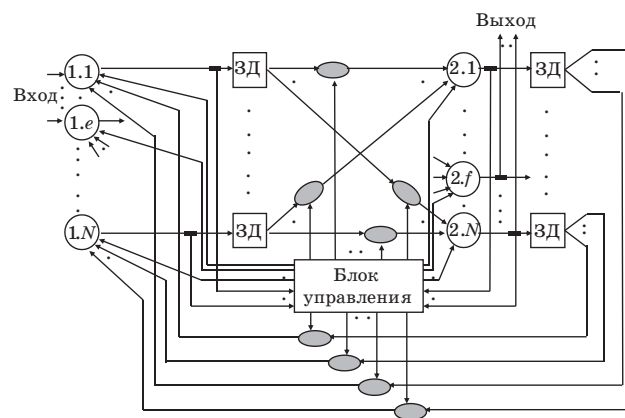 Выход
1.1
ЗД
2.1
ЗД
Вход
1.e
2.f
1.N
ЗД
2.N
ЗД
Блок
управления